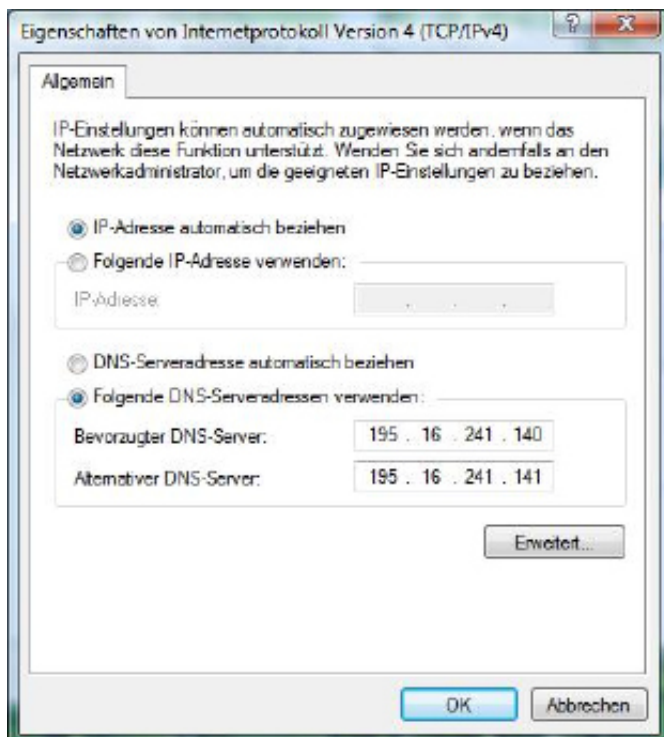 Eigenschaften von Internetprotokoll Version 4 (TCP/IPv4)
Allgemein
IP-Einstellungen können automatisch zugewiesen werden, wenn das
Netzwerk diese Funktion unterstützt. Wenden Sie sich andernfalls an den
Netzwerkadministrator, um die geeigneten IP-Einstellungen zu beziehen.
IP-Adresse automatisch beziehen
Folgende IP-Adresse verwenden:
IP-Adresse:
DNS-Serveradresse automatisch beziehen
Folgende DNS-Serveradressen verwenden:
Bevorzugter DNS-Server: 195 . 16 . 241 . 140
Alternativer DNS-Server: 195 . 16 . 241 . 141
Erweitert...
OK Abbrechen